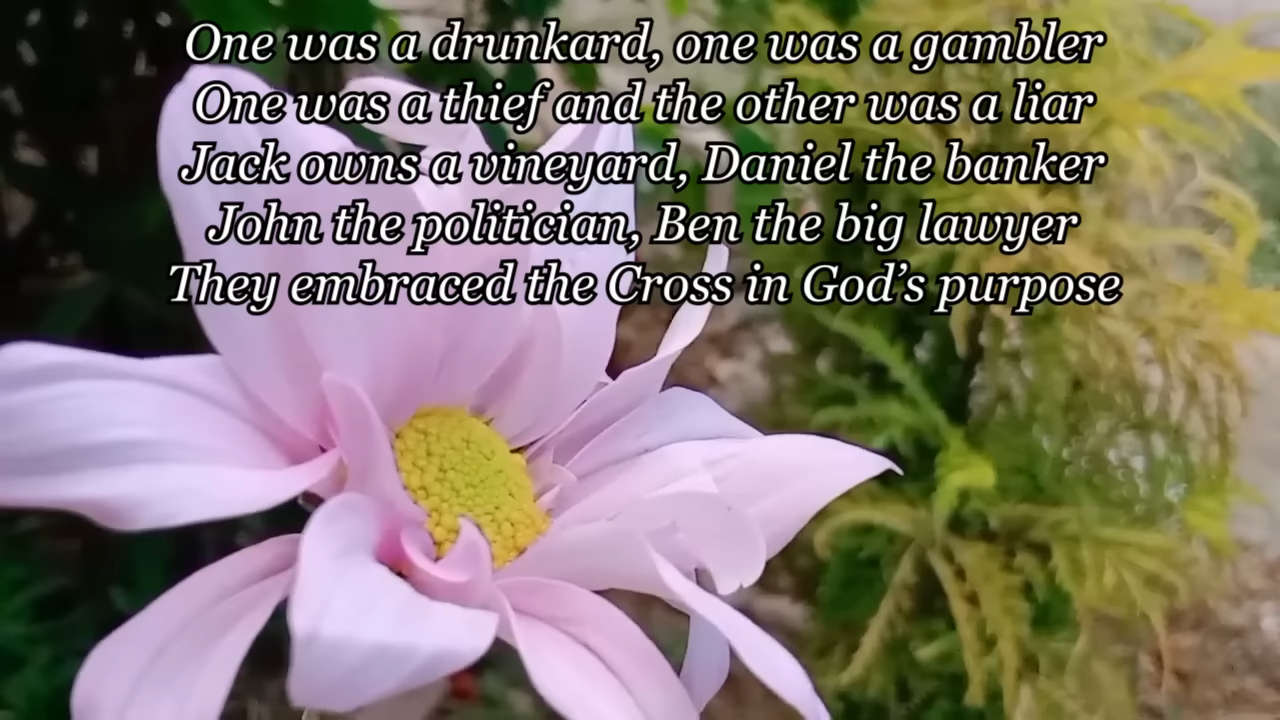 One was a drunkard, one was a gambler
One was a thief and the other was a liar
Jack owns a vineyard, Daniel the banker
John the politician, Ben the big lawyer
They embraced the Cross in God’s purpose